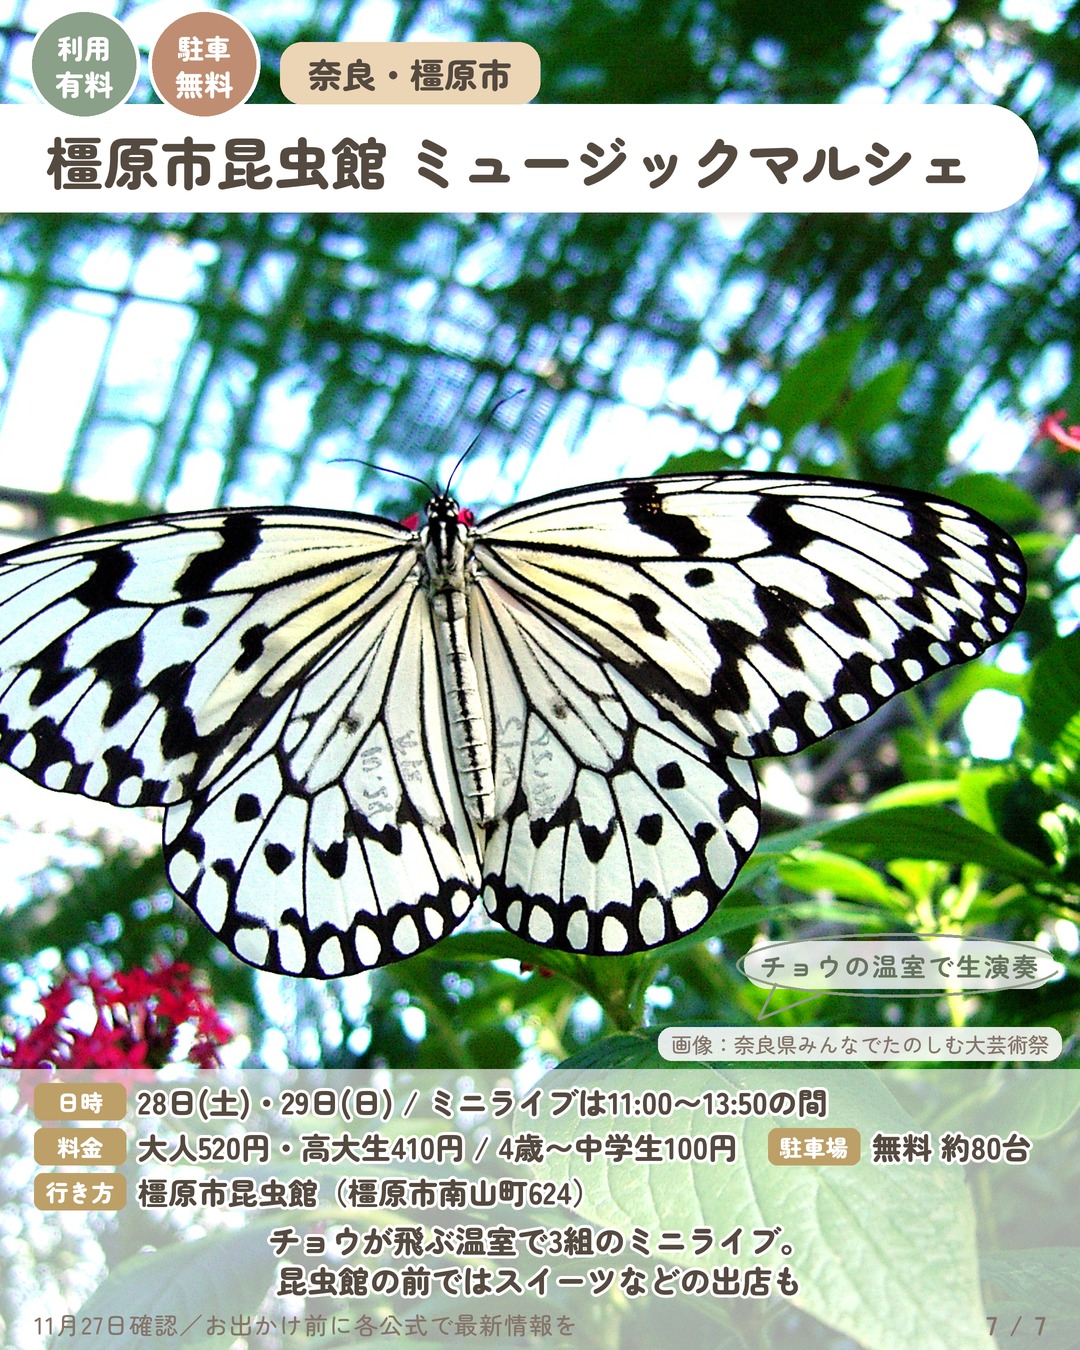 利用
有料
駐車
無料
奈良・橿原市
橿原市昆虫館 ミュージックマルシェ
チョウの温室で生演奏
画像：奈良県みんなでたのしむ大芸術祭
日時 28日(土)・29日(日) / ミニライブは11:00〜13:50の間
料金 大人520円・高大生410円 / 4歳〜中学生100円 駐車場 無料 約80台
行き方 橿原市昆虫館（橿原市南山町624）
チョウが飛ぶ温室で3組のミニライブ。
昆虫館の前ではスイーツなどの出店も
11月27日確認／お出かけ前に各公式で最新情報を
7 / 7